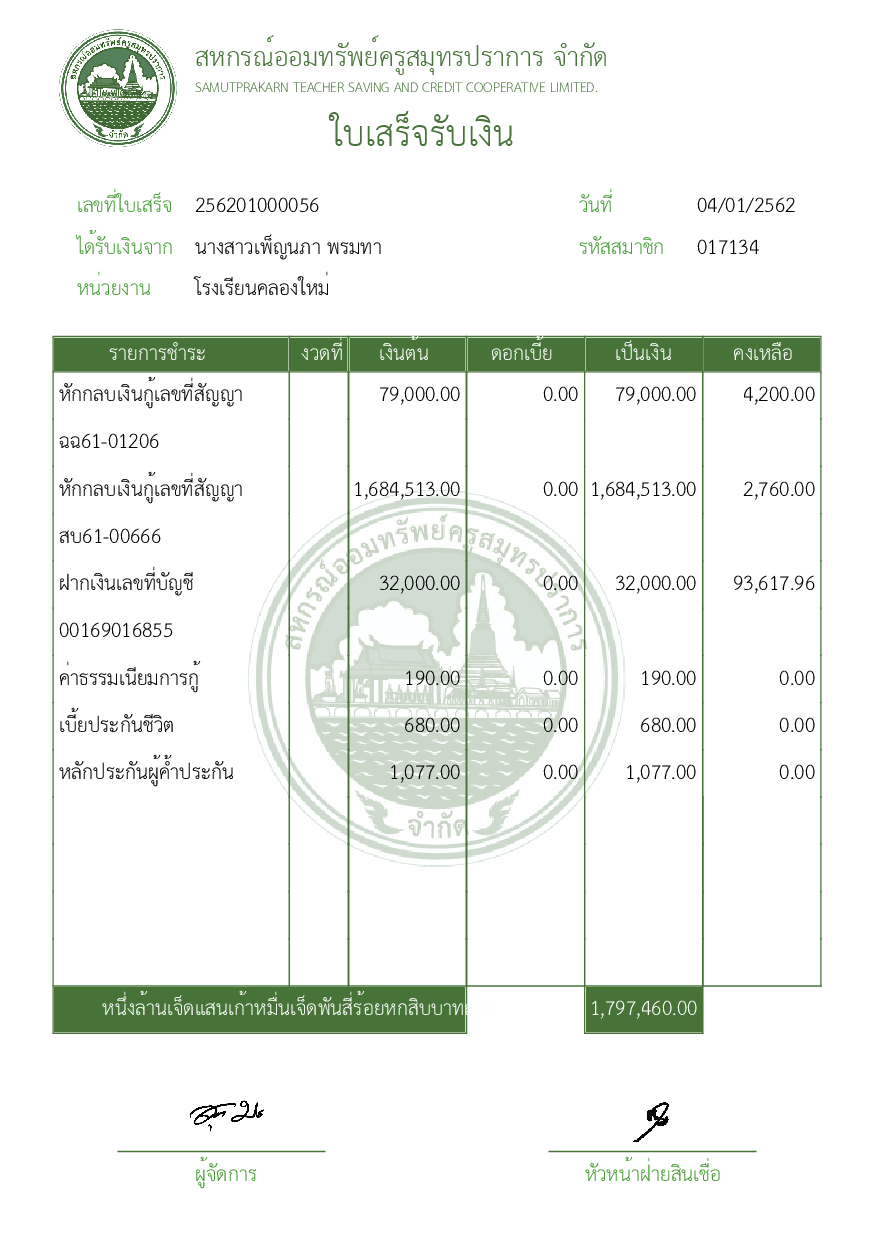 สหกรณ์ออมทรัพย์ครูสมุทรปราการ จำกัด
SAMUTPRAKARN TEACHER SAVING AND CREDIT COOPERATIVE LIMITED.
ใบเสร็จรับเงิน
เลขที่ใบเสร็จ 256201000056 วันที่ 04/01/2562
ได้รับเงินจาก นางสาวเพ็ญนภา พรมทา รหัสสมาชิก 017134
หน่วยงาน โรงเรียนคลองใหม่
รายการชำระ งวดที่ เงินต้น ดอกเบี้ย เป็นเงิน คงเหลือ
หักกลบเงินกู้เลขที่สัญญา 79,000.00 0.00 79,000.00 4,200.00
ฉฉ61-01206
หักกลบเงินกู้เลขที่สัญญา 1,684,513.00 0.00 1,684,513.00 2,760.00
สบ61-00666
ฝากเงินเลขที่บัญชี 32,000.00 0.00 32,000.00 93,617.96
00169016855
ค่าธรรมเนียมการกู้ 190.00 0.00 190.00 0.00
เบี้ยประกันชีวิต 680.00 0.00 680.00 0.00
หลักประกันผู้ค้ำประกัน 1,077.00 0.00 1,077.00 0.00
สหกรณ์ออมทรัพย์ครูสมุทรปราการ
จำกัด
หนึ่งล้านเจ็ดแสนเก้าหมื่นเจ็ดพันสี่ร้อยหกสิบบาท 1,797,460.00
ผู้จัดการ หัวหน้าฝ่ายสินเชื่อ